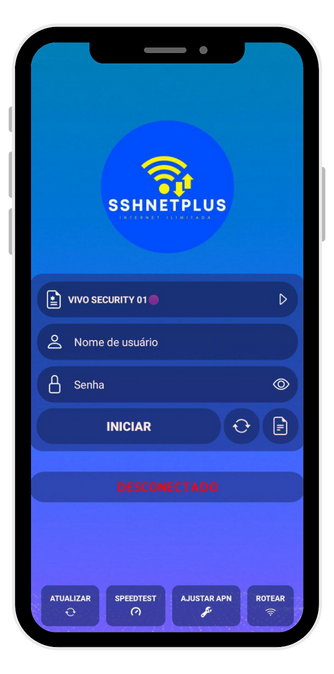 SSHNETPLUS
INTERNET ILIMITADA
VIVO SECURITY 01
Nome de usuário
Senha
INICIAR
DESCONECTADO
ATUALIZAR
SPEEDTEST
AJUSTAR APN
ROTEAR